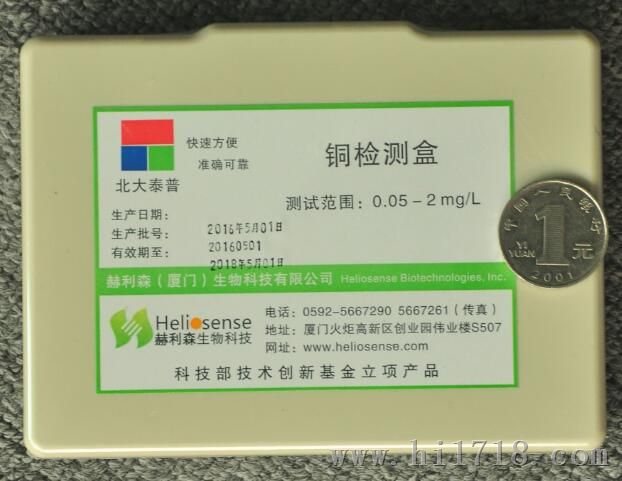 快速方便
准确可靠
北大泰普
铜检测盒
测试范围：0.05－2mg/L
生产日期：
2016年5月01日
生产批号：
20160501
有效期至：
2018年5月01日
赫利森（厦门）生物科技有限公司 Heliosense Biotechnologies, Inc.
Heliosense
赫利森生物科技
电话：0592-5667290 5667261（传真）
地址：厦门火炬高新区创业园伟业楼S507
网址：www.heliosense.com
科技部技术创新基金立项产品
中国人民银行
1元
YI YUAN
2001
www.hi1718.com